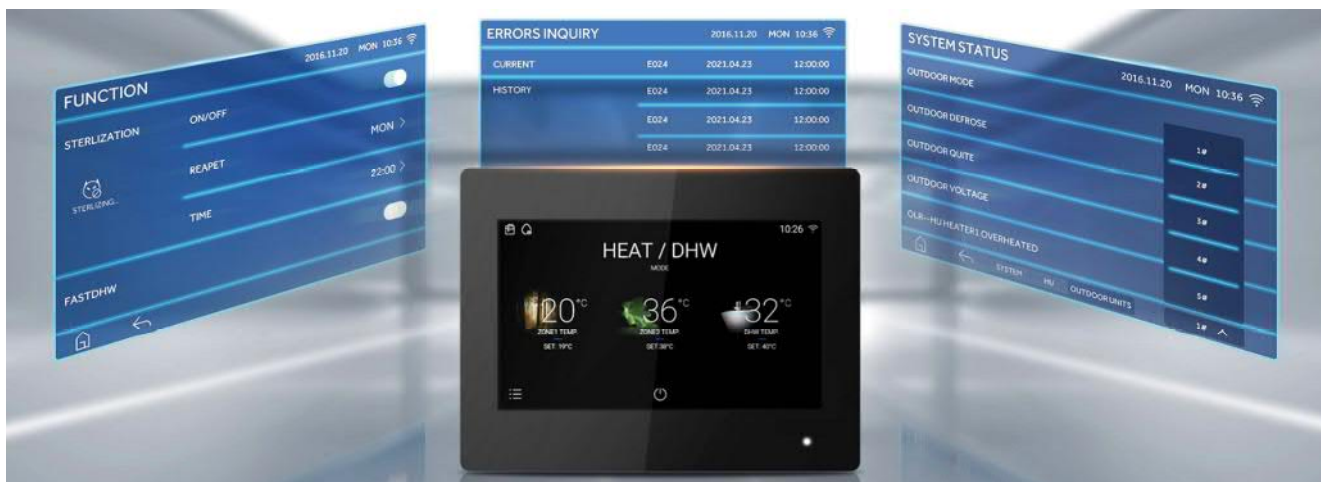 FUNCTION
2016.11.20 MON 10:36
STERLIZATION
ON/OFF
REAPET
MON >
STERLIZING...
TIME
22:00 >
FASTDHW
ERRORS INQUIRY 2016.11.20 MON 10:36
CURRENT E024 2021.04.23 12:00:00
HISTORY E024 2021.04.23 12:00:00
E024 2021.04.23 12:00:00
E024 2021.04.23 12:00:00
SYSTEM STATUS
2016.11.20 MON 10:36
OUTDOOR MODE
OUTDOOR DEFROSE
OUTDOOR QUITE
OUTDOOR VOLTAGE
OLR--HU HEATER1 OVERHEATED
SYSTEM HU OUTDOOR UNITS
1#
2#
3#
4#
5#
1#
10:26
HEAT / DHW
MODE
20°C 36°C 32°C
ZONE1 TEMP. ZONE2 TEMP. DHW TEMP.
SET: 19°C SET:38°C SET: 40°C